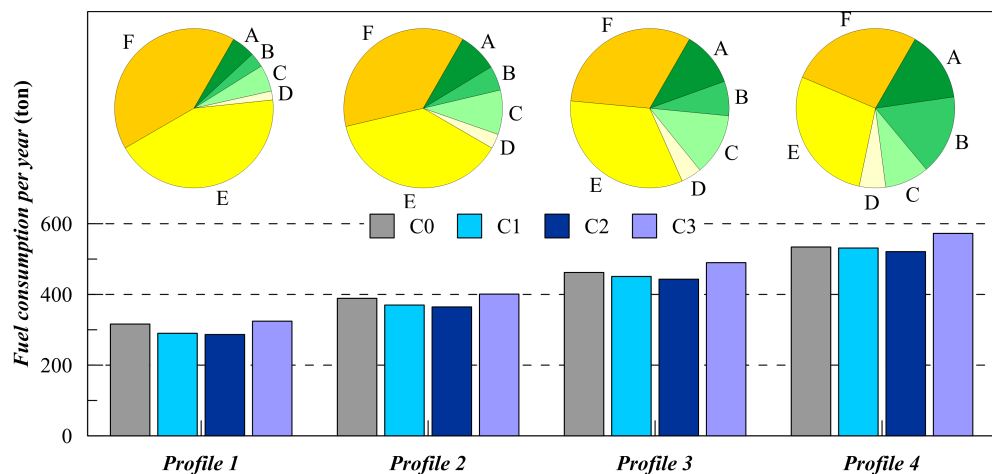 F A B C D E
F A B C D E
F A B C D E
F A B C D E
Fuel consumption per year (ton)
600
400
200
0
C0 C1 C2 C3
Profile 1 Profile 2 Profile 3 Profile 4